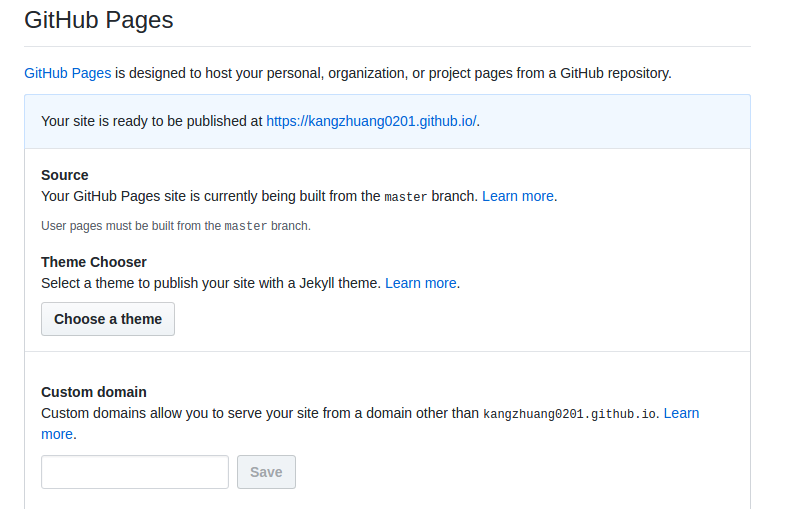 GitHub Pages
GitHub Pages is designed to host your personal, organization, or project pages from a GitHub repository.
Your site is ready to be published at https://kangzhuang0201.github.io/.
Source
Your GitHub Pages site is currently being built from the master branch. Learn more.
User pages must be built from the master branch.
Theme Chooser
Select a theme to publish your site with a Jekyll theme. Learn more.
Choose a theme
Custom domain
Custom domains allow you to serve your site from a domain other than kangzhuang0201.github.io. Learn
more.
Save